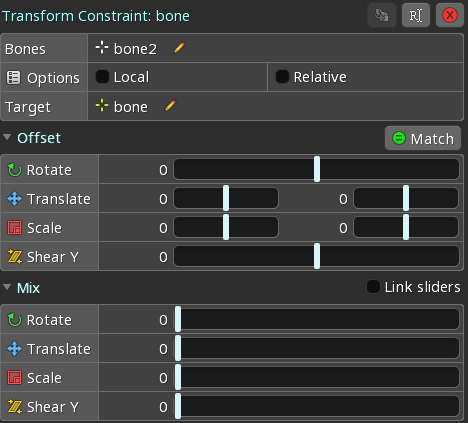 Transform Constraint: bone
Bones bone2
Options Local Relative
Target bone
Offset Match
Rotate 0
Translate 0 0
Scale 0 0
Shear Y 0
Mix Link sliders
Rotate 0
Translate 0
Scale 0
Shear Y 0